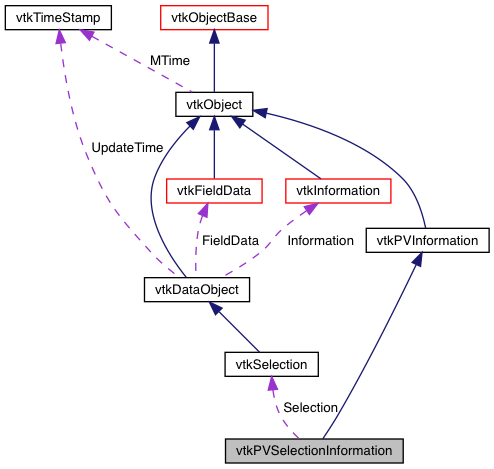 vtkTimeStamp
vtkObjectBase
MTime
vtkObject
UpdateTime
vtkFieldData
vtkInformation
FieldData
Information
vtkPVInformation
vtkDataObject
vtkSelection
Selection
vtkPVSelectionInformation